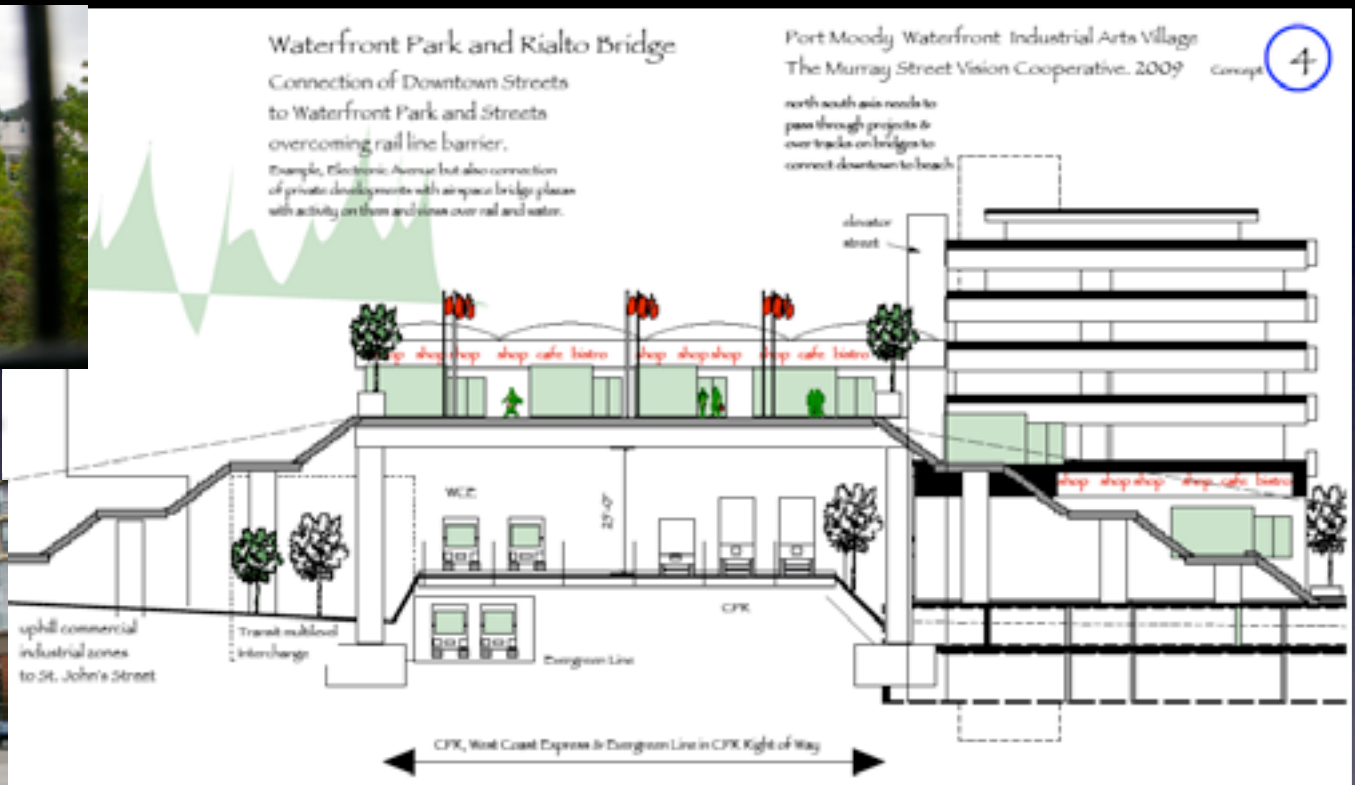 Waterfront Park and Rialto Bridge
Connection of Downtown Streets
to Waterfront Park and Streets
overcoming rail line barrier.
Example, Electronic Avenue but also connection
of private developments with airspace bridge plazas
with activity on them and views over rail and water.
Port Moody Waterfront Industrial Arts Village
The Murray Street Vision Cooperative. 2009
Concept 4
north south axis needs to
pass through projects &
over tracks on bridges to
connect downtown to beach
elevator
street
shop shop shop cafe bistro shop shop shop shop cafe bistro
shop shop shop shop cafe bistro
WCE
23'-0"
CPR
uphill commercial
industrial zones
to St. John's Street
Transit multilevel
interchange
Evergreen Line
CPR, West Coast Express & Evergreen Line in CPR Right of Way